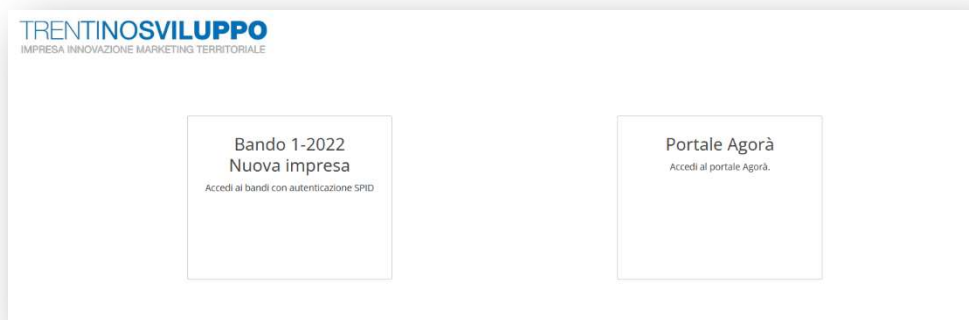 TRENTINOSVILUPPO
IMPRESA INNOVAZIONE MARKETING TERRITORIALE
Bando 1-2022
Nuova impresa
Accedi ai bandi con autenticazione SPID
Portale Agorà
Accedi al portale Agorà.